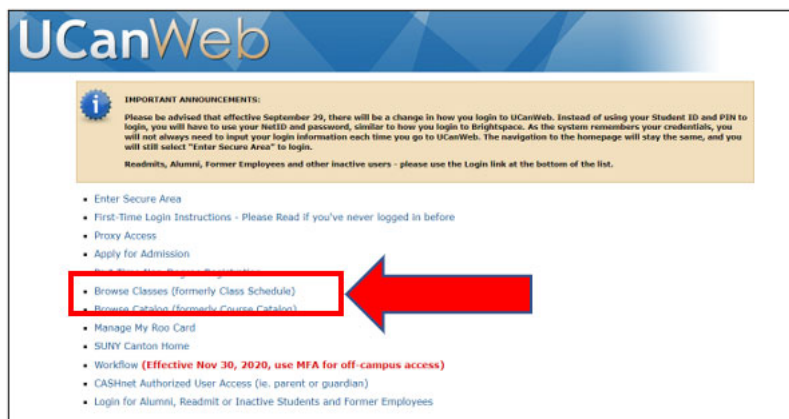 UCanWeb
IMPORTANT ANNOUNCEMENTS:
Please be advised that effective September 29, there will be a change in how you login to UCanWeb. Instead of using your Student ID and PIN to
login, you will have to use your NetID and password, similar to how you login to Brightspace. As the system remembers your credentials, you
will not always need to input your login information each time you go to UCanWeb. The navigation to the homepage will stay the same, and you
will still select "Enter Secure Area" to login.
Readmits, Alumni, Former Employees and other inactive users - please use the Login link at the bottom of the list.
Enter Secure Area
First-Time Login Instructions - Please Read if you've never logged in before
Proxy Access
Apply for Admission
Part-Time Non-Degree Registration
Browse Classes (formerly Class Schedule)
Browse Catalog (formerly Course Catalog)
Manage My Roo Card
SUNY Canton Home
Workflow (Effective Nov 30, 2020, use MFA for off-campus access)
CASHnet Authorized User Access (ie. parent or guardian)
Login for Alumni, Readmit or Inactive Students and Former Employees